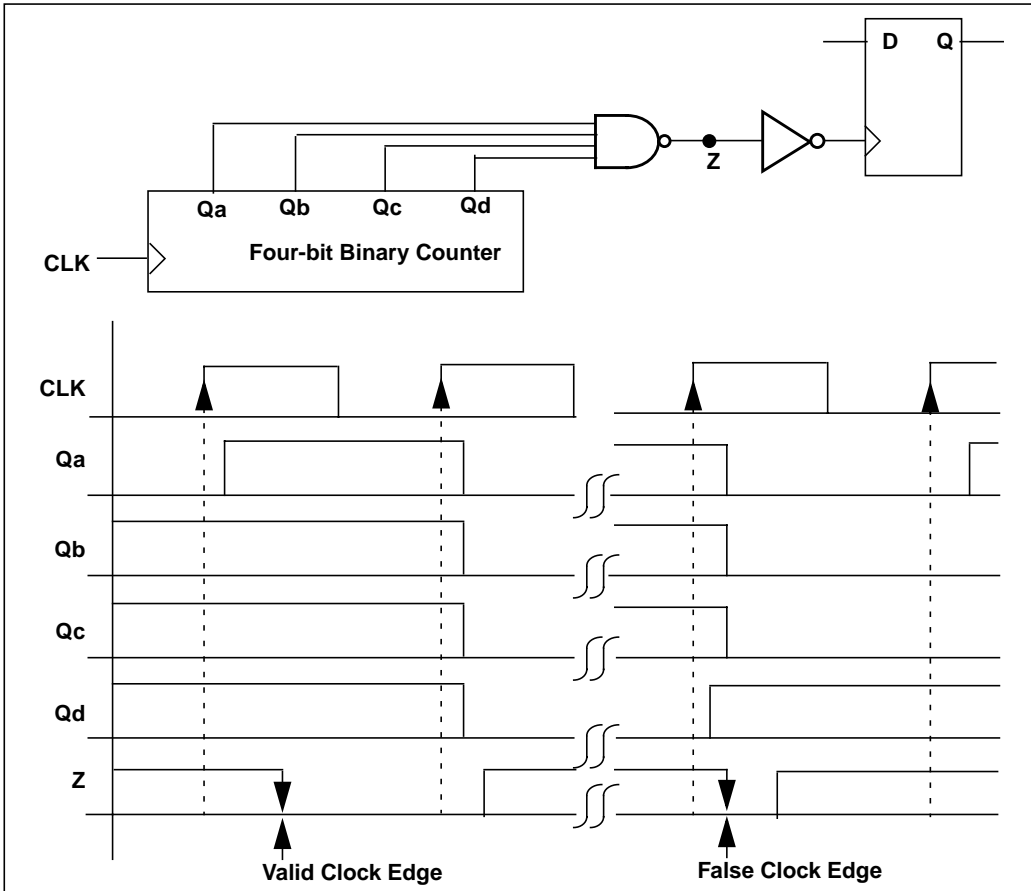 D Q
Z
Qa Qb Qc Qd
Four-bit Binary Counter
CLK
CLK
Qa
Qb
Qc
Qd
Z
Valid Clock Edge
False Clock Edge